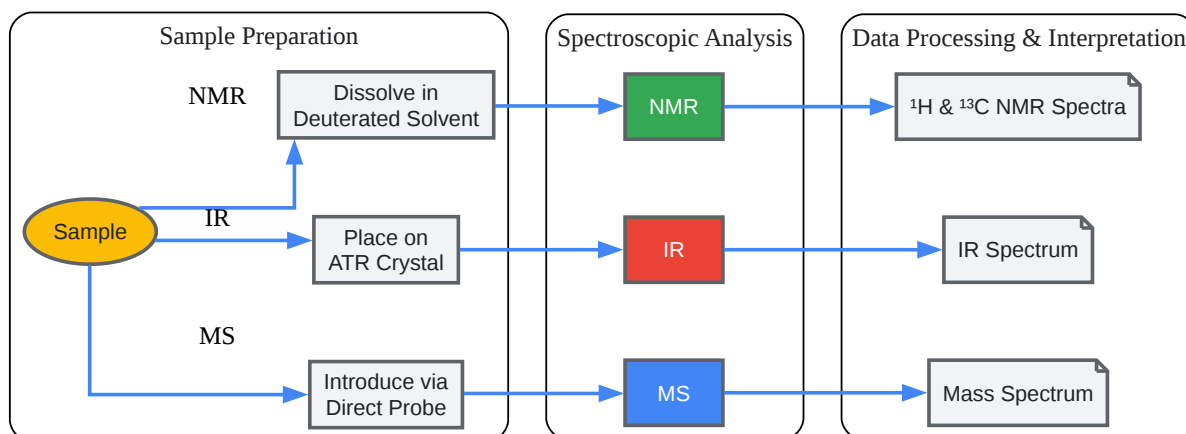 Sample Preparation
Spectroscopic Analysis
Data Processing & Interpretation
NMR
Dissolve in
Deuterated Solvent
NMR
¹H & ¹³C NMR Spectra
Sample
IR
Place on
ATR Crystal
IR
IR Spectrum
MS
Introduce via
Direct Probe
MS
Mass Spectrum